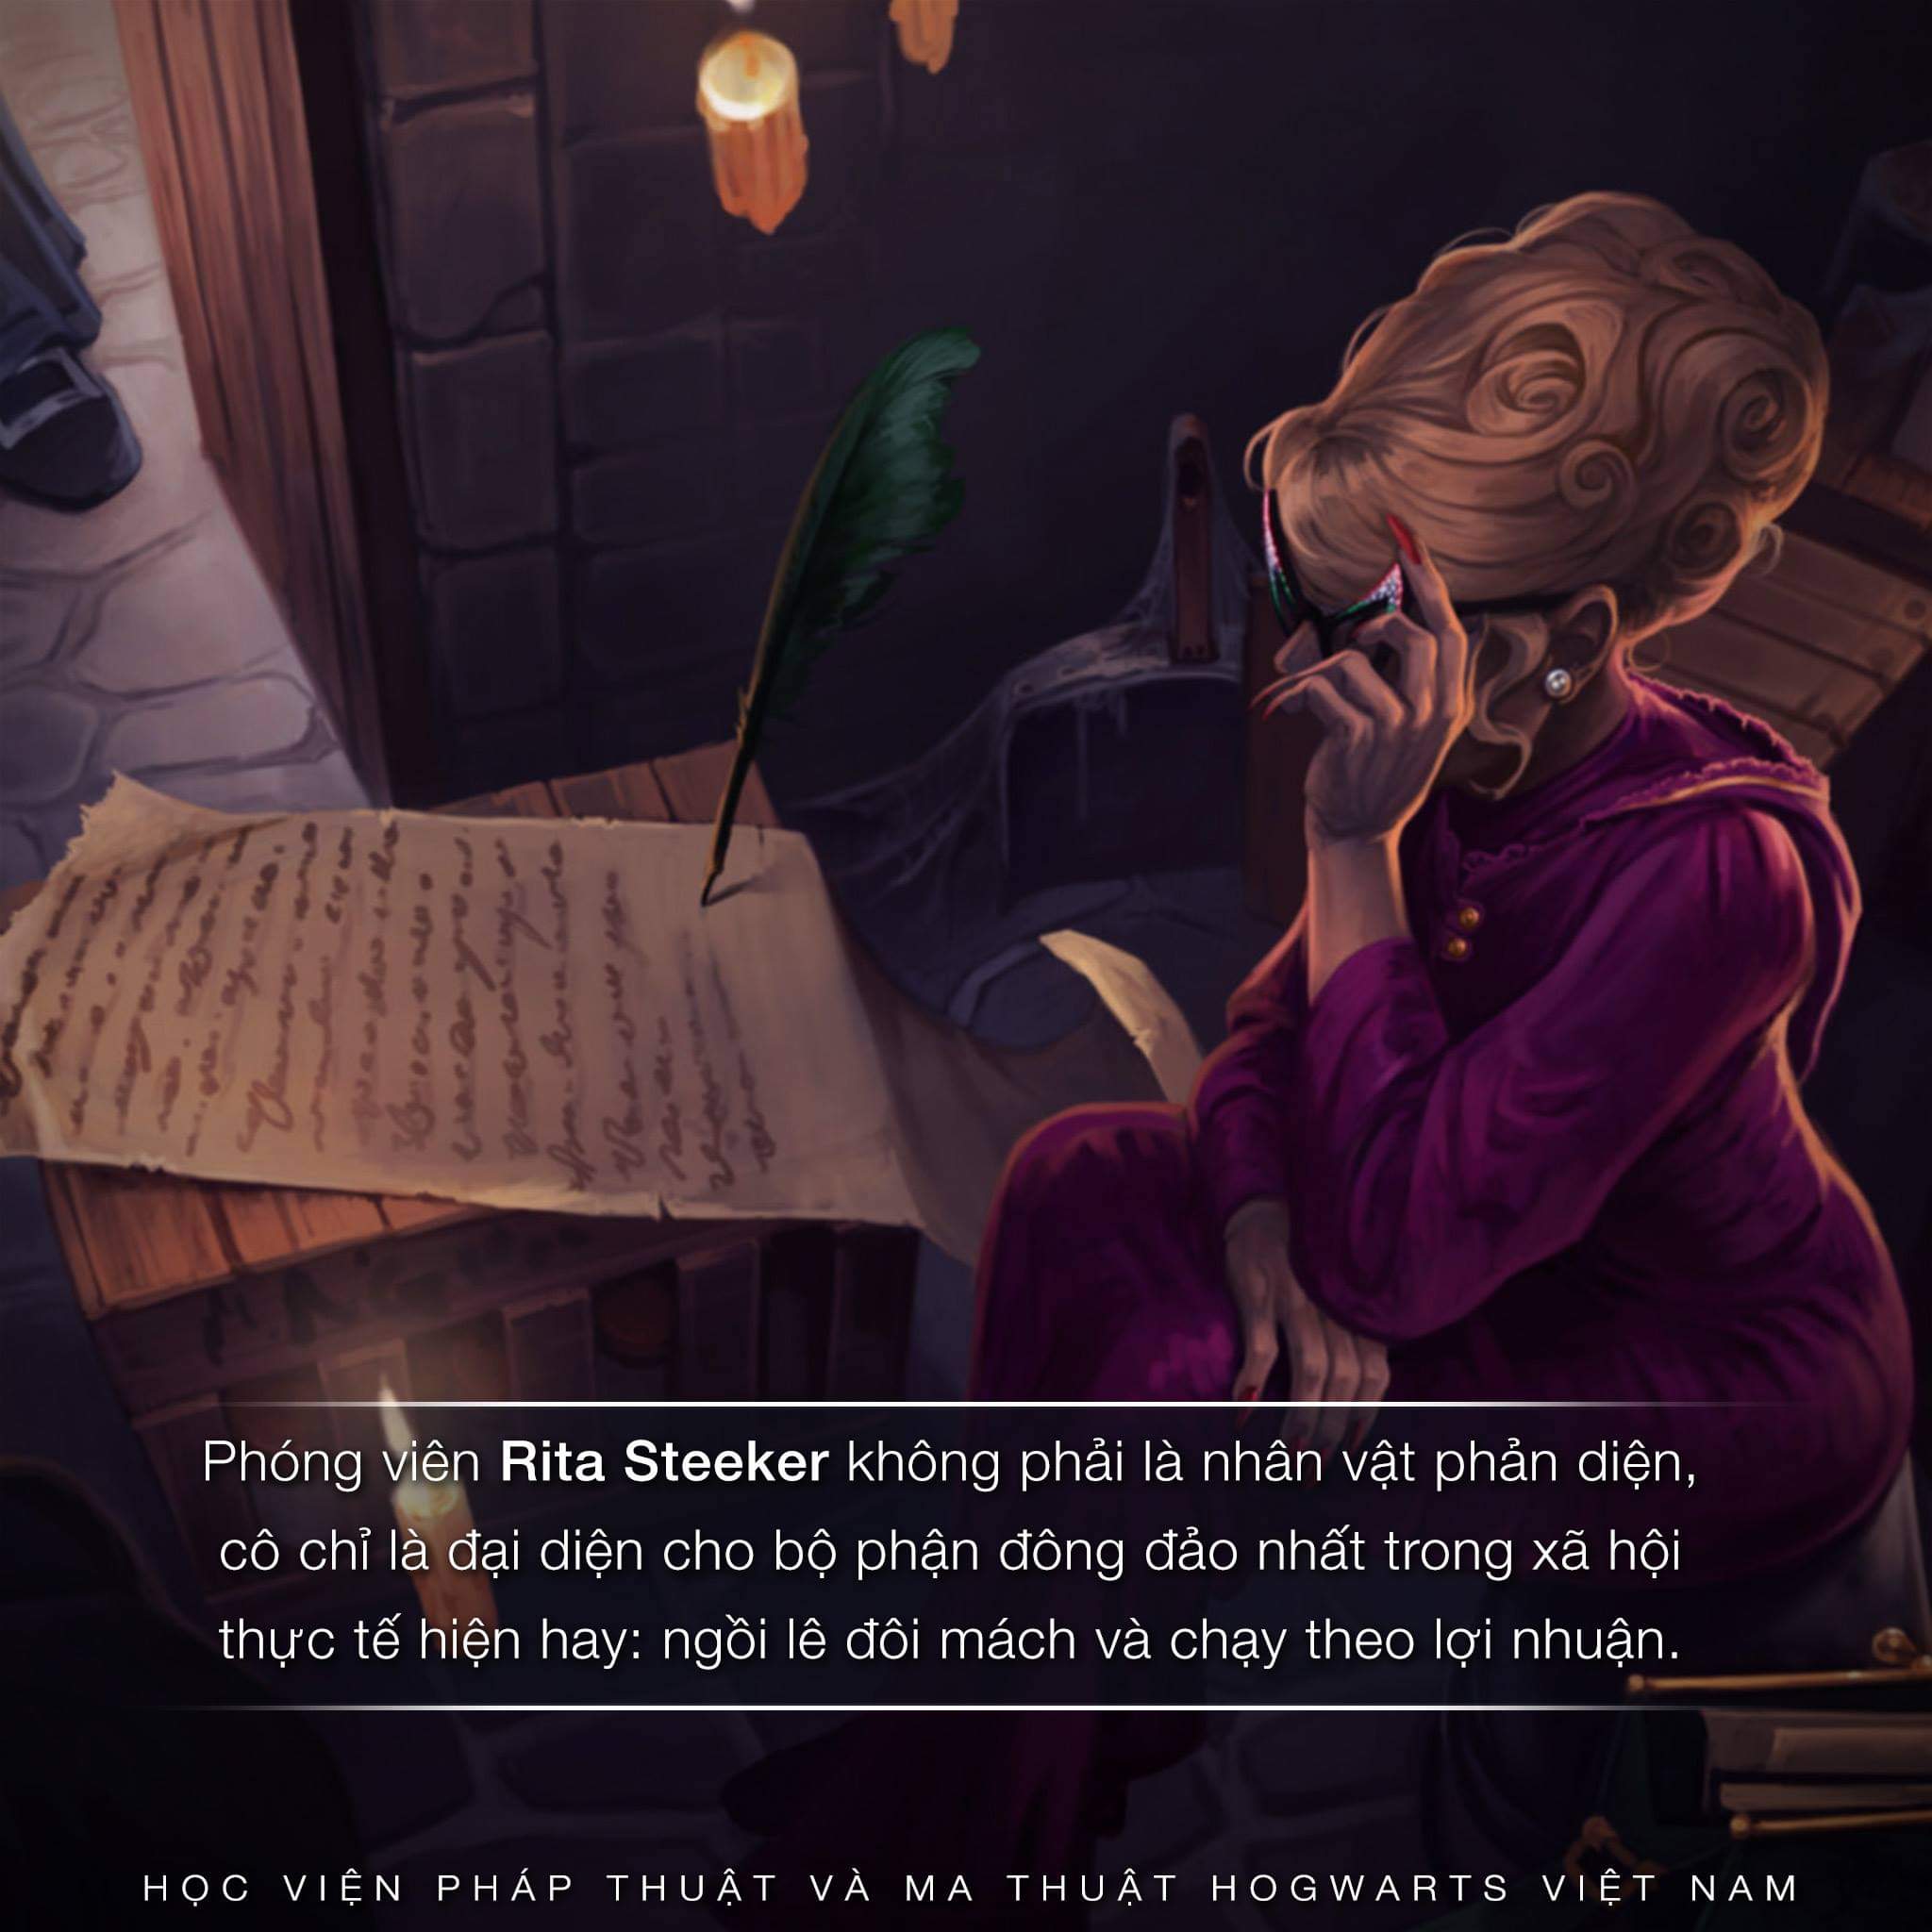 Phóng viên Rita Steeker không phải là nhân vật phản diện,
cô chỉ là đại diện cho bộ phận đông đảo nhất trong xã hội
thực tế hiện hay: ngồi lê đôi mách và chạy theo lợi nhuận.
HỌC VIỆN PHÁP THUẬT VÀ MA THUẬT HOGWARTS VIỆT NAM